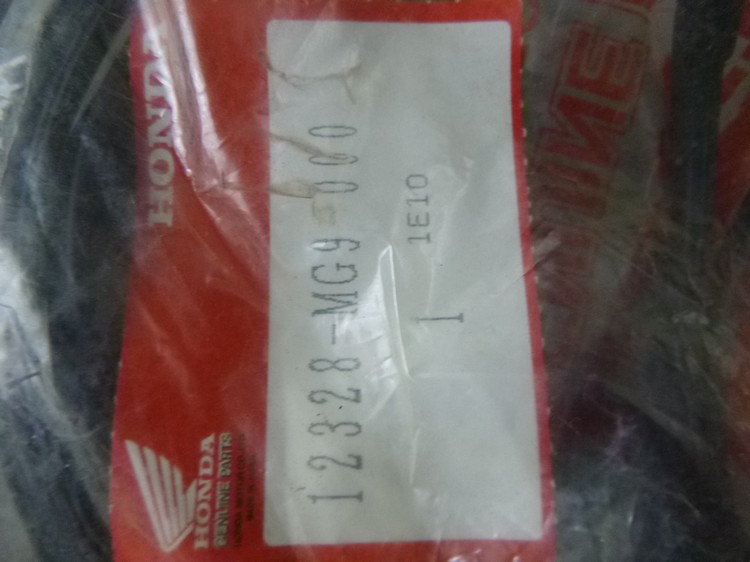 HONDA
12328-MG9 000
1E10
1
HONDA
GENUINE PARTS